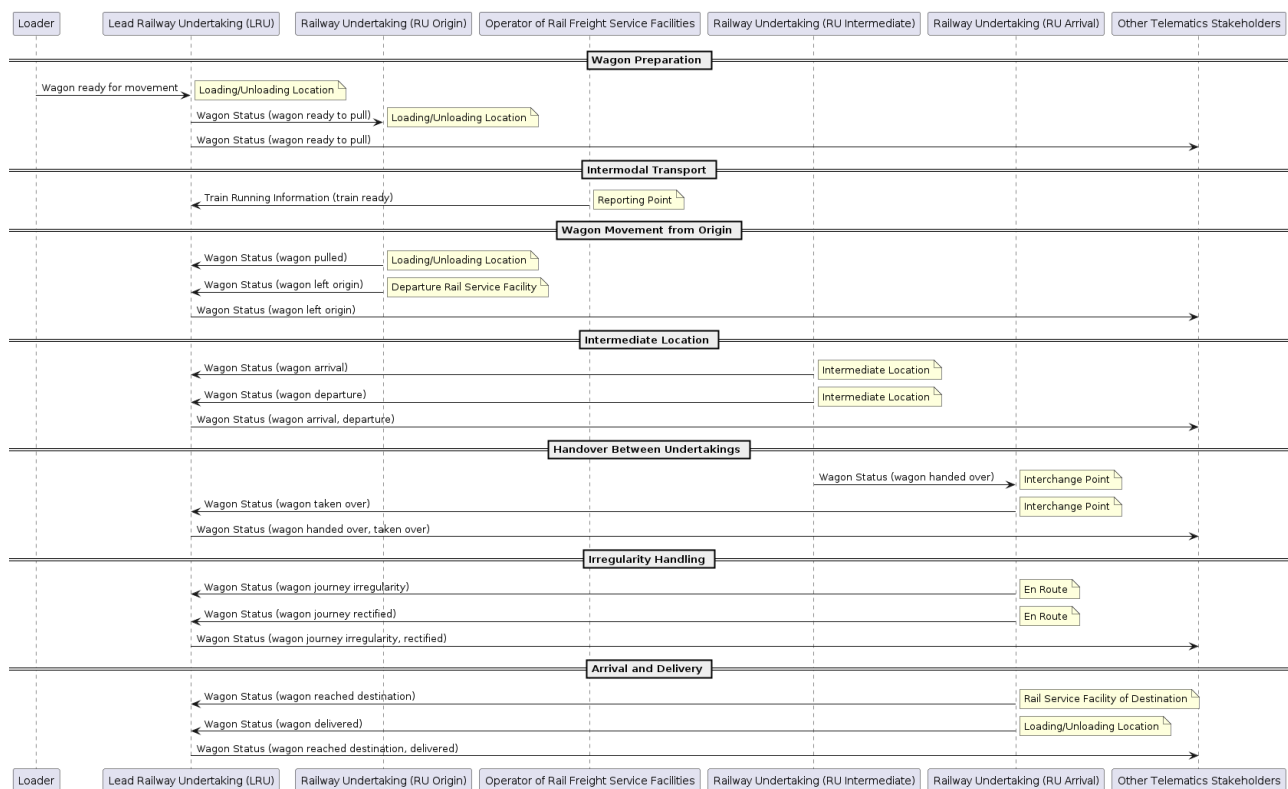 Loader
Lead Railway Undertaking (LRU)
Railway Undertaking (RU Origin)
Operator of Rail Freight Service Facilities
Railway Undertaking (RU Intermediate)
Railway Undertaking (RU Arrival)
Other Telematics Stakeholders
Wagon Preparation
Wagon ready for movement
Loading/Unloading Location
Wagon Status (wagon ready to pull)
Loading/Unloading Location
Wagon Status (wagon ready to pull)
Intermodal Transport
Train Running Information (train ready)
Reporting Point
Wagon Movement from Origin
Wagon Status (wagon pulled)
Loading/Unloading Location
Wagon Status (wagon left origin)
Departure Rail Service Facility
Wagon Status (wagon left origin)
Intermediate Location
Wagon Status (wagon arrival)
Intermediate Location
Wagon Status (wagon departure)
Intermediate Location
Wagon Status (wagon arrival, departure)
Handover Between Undertakings
Wagon Status (wagon handed over)
Interchange Point
Wagon Status (wagon taken over)
Interchange Point
Wagon Status (wagon handed over, taken over)
Irregularity Handling
Wagon Status (wagon journey irregularity)
En Route
Wagon Status (wagon journey rectified)
En Route
Wagon Status (wagon journey irregularity, rectified)
Arrival and Delivery
Wagon Status (wagon reached destination)
Rail Service Facility of Destination
Wagon Status (wagon delivered)
Loading/Unloading Location
Wagon Status (wagon reached destination, delivered)
Loader
Lead Railway Undertaking (LRU)
Railway Undertaking (RU Origin)
Operator of Rail Freight Service Facilities
Railway Undertaking (RU Intermediate)
Railway Undertaking (RU Arrival)
Other Telematics Stakeholders